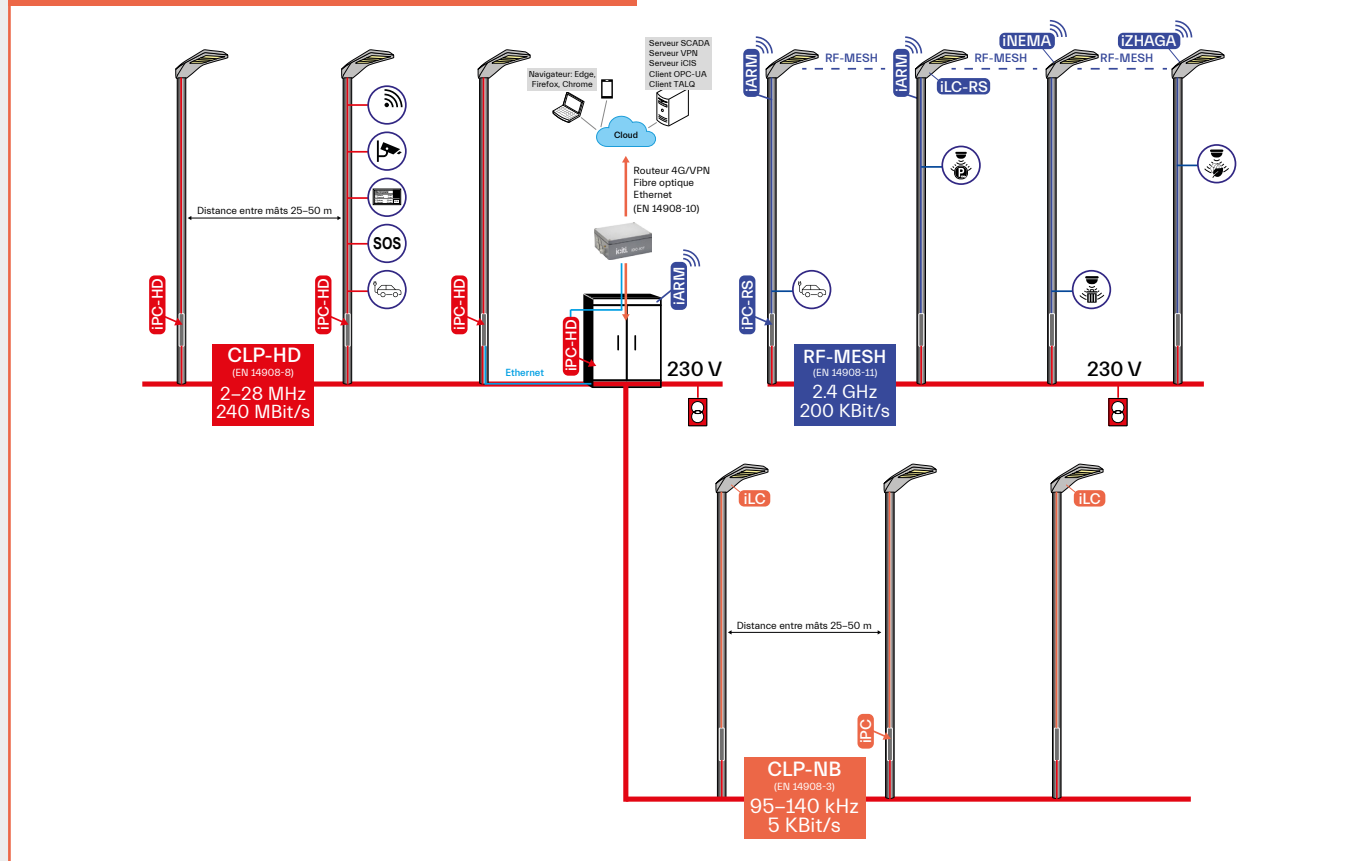 Serveur SCADA
Serveur VPN
Serveur iCIS
Client OPC-UA
Client TALQ
Navigateur: Edge,
Firefox, Chrome
Cloud
Routeur 4G/VPN
Fibre optique
Ethernet
(EN 14908-10)
Distance entre mâts 25–50 m
SOS
iPC-HD
iPC-HD
iPC-HD
iPC-HD
iARM
CLP-HD
(EN 14908-8)
2–28 MHz
240 MBit/s
Ethernet
230 V
iARM
RF-MESH
iARM
iLC-RS
RF-MESH
iNEMA
RF-MESH
iZHAGA
P
iPC-RS
RF-MESH
(EN 14908-11)
2.4 GHz
200 KBit/s
230 V
iLC
iLC
Distance entre mâts 25–50 m
iPC
CLP-NB
(EN 14908-3)
95–140 kHz
5 KBit/s